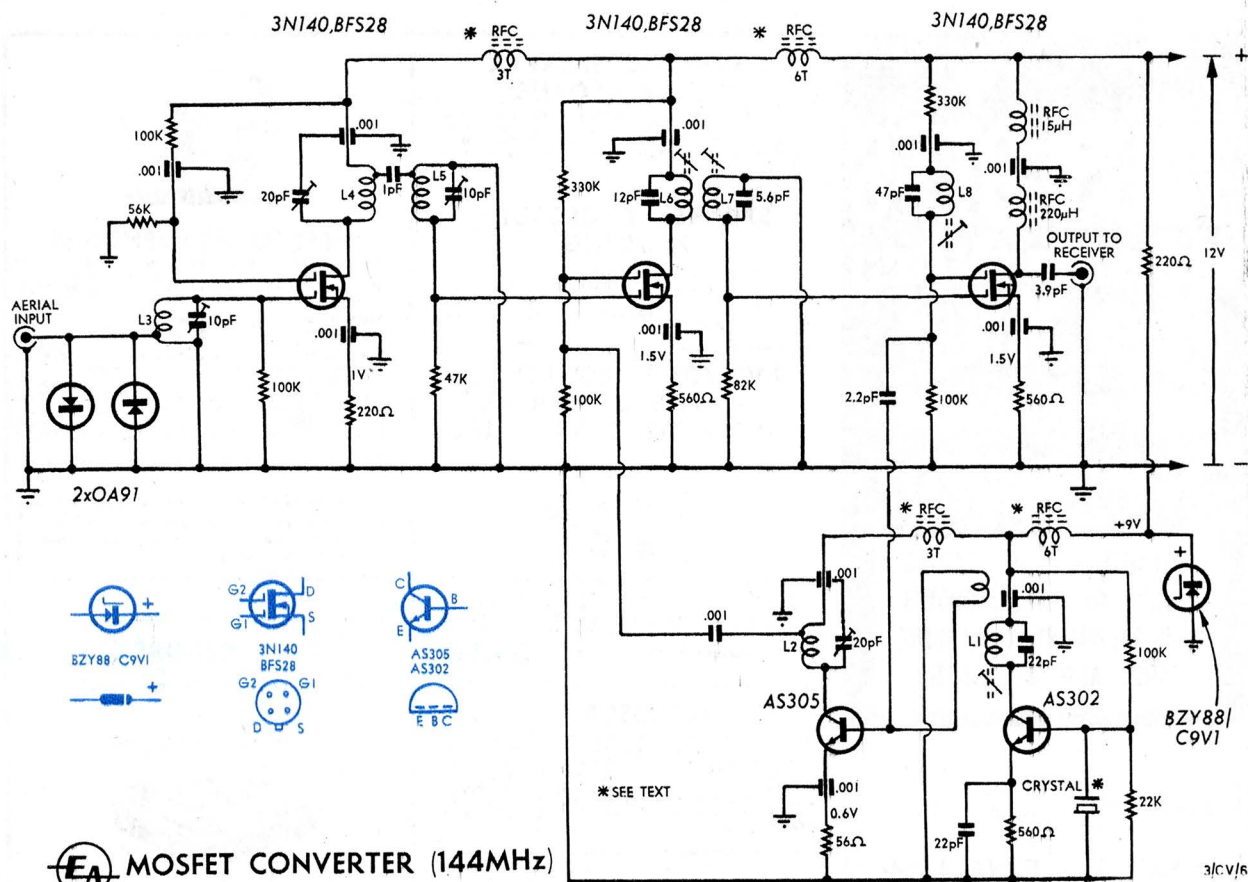 3N140,BFS28
3N140,BFS28
3N140,BFS28
* RFC
3T
* RFC
6T
+
100K
.001
.001
330K
RFC
15µH
.001
.001
.001
20pF
L4
1pF
L5
10pF
330K
12pF
L6
L7
5.6pF
47pF
L8
RFC
220µH
56K
OUTPUT TO
RECEIVER
220Ω
12V
3.9pF
AERIAL
INPUT
L3
10pF
.001
1V
.001
1.5V
.001
1.5V
100K
220Ω
47K
100K
560Ω
82K
2.2pF
100K
560Ω
2xOA91
–
* RFC
3T
* RFC
6T
+9V
+
.001
.001
.001
L2
20pF
L1
22pF
100K
BZY88/C9V1
+
+
G2
G1
D
S
3N140
BFS28
G2
G1
D
S
C
B
E
AS305
AS302
E B C
AS305
AS302
BZY88/
C9V1
*SEE TEXT
.001
0.6V
56Ω
22pF
560Ω
CRYSTAL *
22K
EA MOSFET CONVERTER (144MHz)
3/CV/6